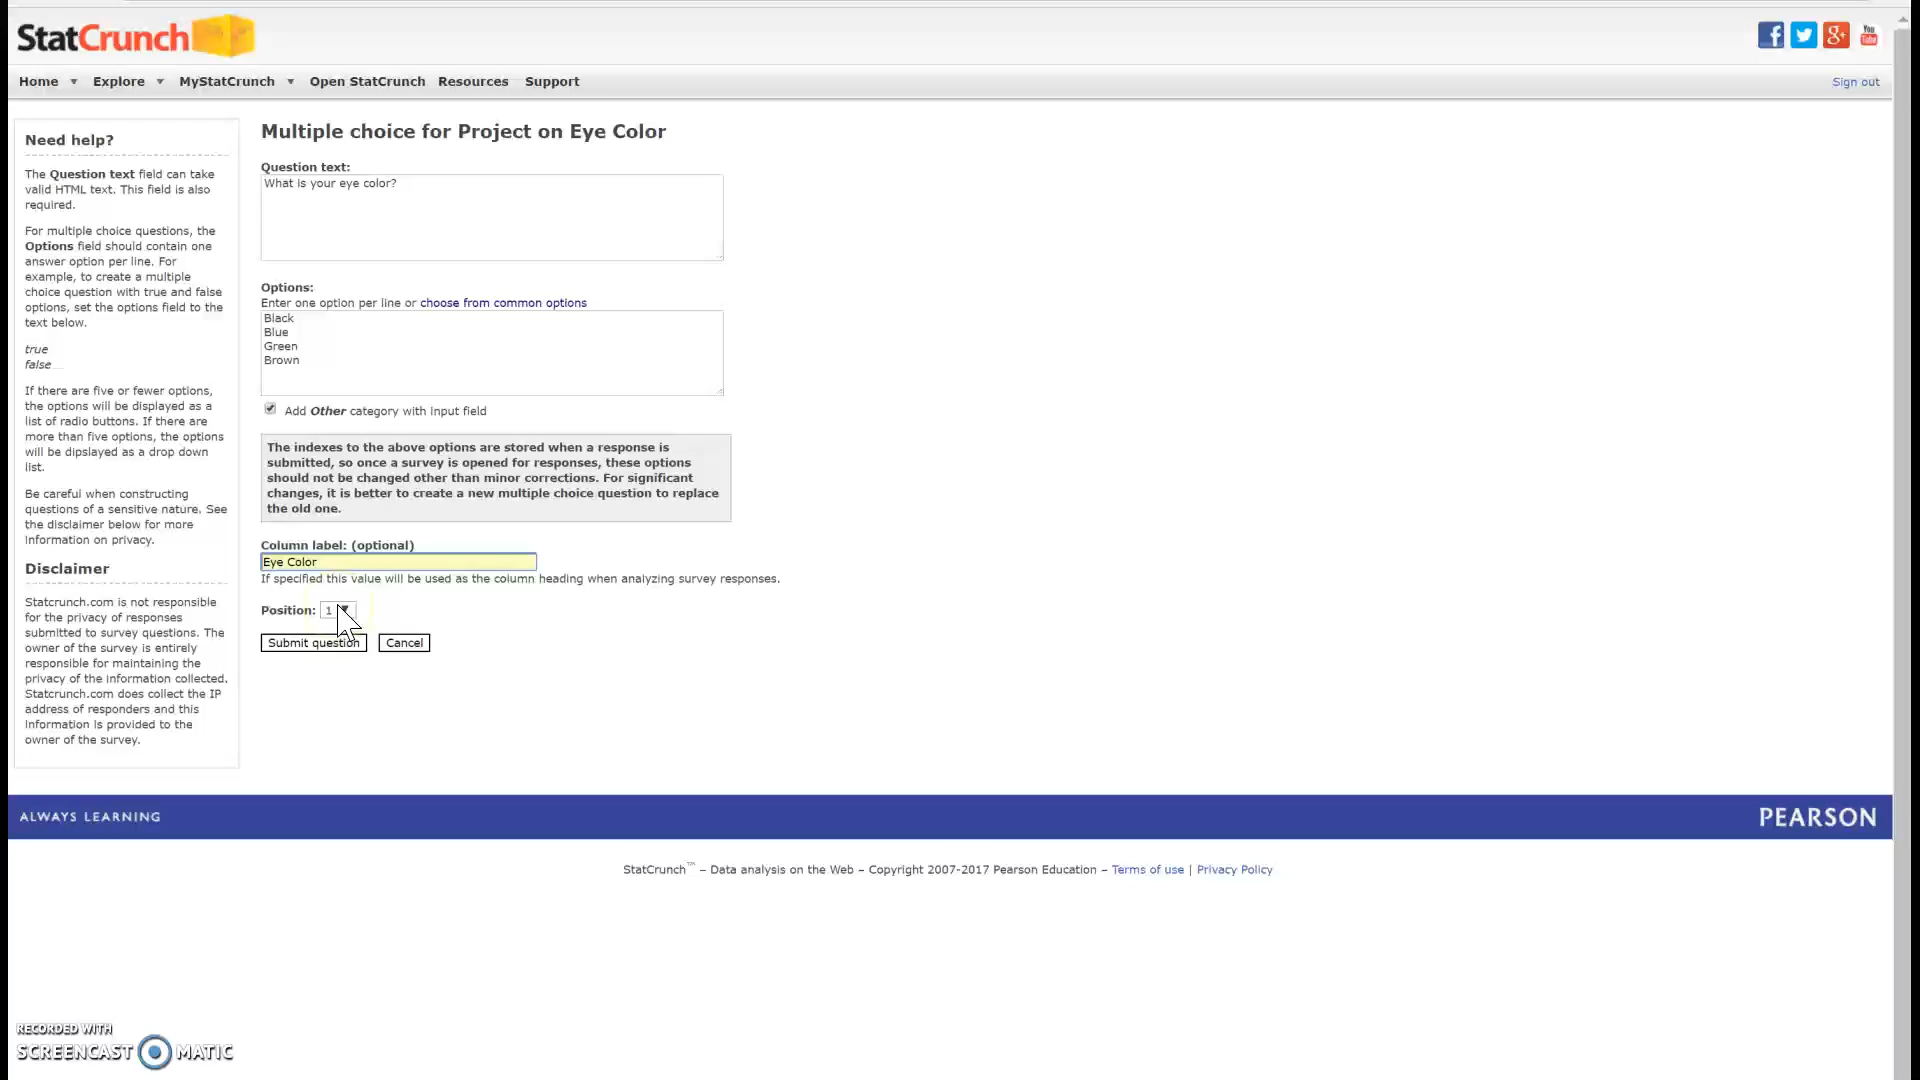 StatCrunch
Home Explore MyStatCrunch Open StatCrunch Resources Support
Sign out
Need help?
The Question text field can take
valid HTML text. This field is also
required.
For multiple choice questions, the
Options field should contain one
answer option per line. For
example, to create a multiple
choice question with true and false
options, set the options field to the
text below.
true
false
If there are five or fewer options,
the options will be displayed as a
list of radio buttons. If there are
more than five options, the options
will be dipslayed as a drop down
list.
Be careful when constructing
questions of a sensitive nature. See
the disclaimer below for more
information on privacy.
Disclaimer
Statcrunch.com is not responsible
for the privacy of responses
submitted to survey questions. The
owner of the survey is entirely
responsible for maintaining the
privacy of the information collected.
Statcrunch.com does collect the IP
address of responders and this
information is provided to the
owner of the survey.
Multiple choice for Project on Eye Color
Question text:
What is your eye color?
Options:
Enter one option per line or choose from common options
Black
Blue
Green
Brown
Add Other category with input field
The indexes to the above options are stored when a response is
submitted, so once a survey is opened for responses, these options
should not be changed other than minor corrections. For significant
changes, it is better to create a new multiple choice question to replace
the old one.
Column label: (optional)
Eye Color
If specified this value will be used as the column heading when analyzing survey responses.
Position: 1
Submit question Cancel
ALWAYS LEARNING
PEARSON
StatCrunch™ – Data analysis on the Web – Copyright 2007-2017 Pearson Education – Terms of use | Privacy Policy
RECORDED WITH
SCREENCAST MATIC